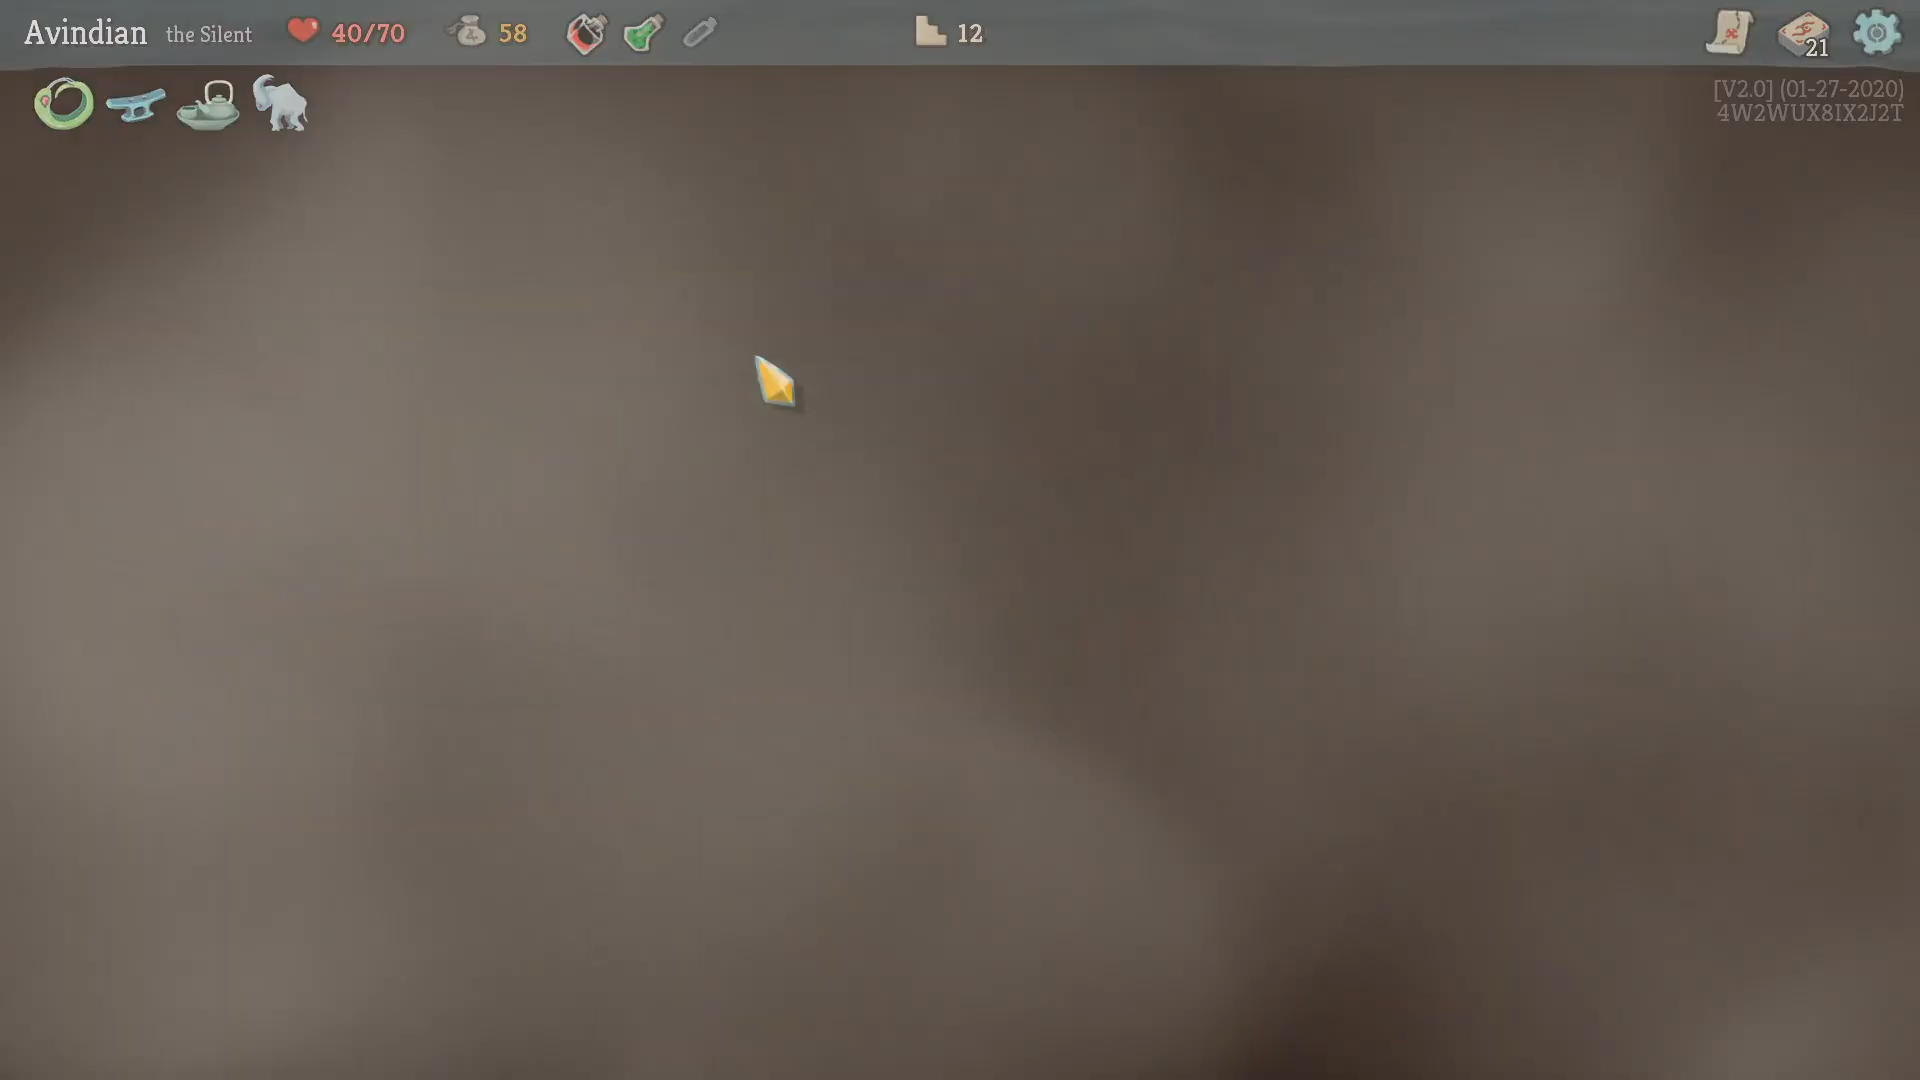 Avindian the Silent 40/70 58 12 21
[V2.0] (01-27-2020)
4W2WUX8IX2J2T